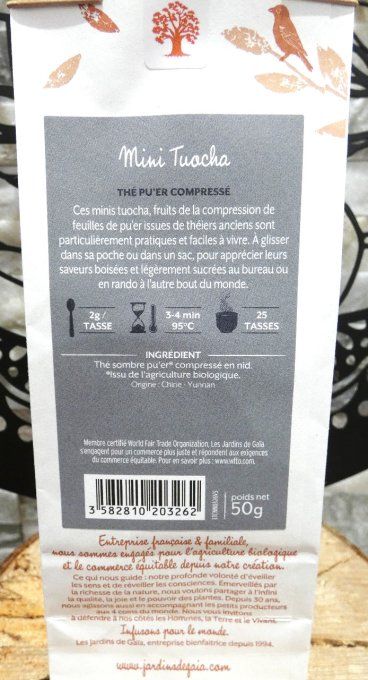 Mini Tuocha
THÉ PU'ER COMPRESSÉ
Ces minis tuocha, fruits de la compression de
feuilles de pu'er issues de théiers anciens sont
particulièrement pratiques et faciles à vivre. À glisser
dans sa poche ou dans un sac, pour apprécier leurs
saveurs boisées et légèrement sucrées au bureau ou
en rando à l'autre bout du monde.
2g/
TASSE
3-4 min
95°C
25
TASSES
INGRÉDIENT
Thé sombre pu'er* compressé en nid.
*Issu de l'agriculture biologique.
Origine : Chine - Yunnan
Membre certifié World Fair Trade Organization, Les Jardins de Gaïa
s'engagent pour un commerce plus juste et répondent aux exigences
du commerce équitable. Pour en savoir plus : www.wfto.com.
3 582810 203262
poids net
50g
Entreprise française & familiale,
nous sommes engagés pour l'agriculture biologique
et le commerce équitable depuis notre création.
Ce qui nous guide : notre profonde volonté d'éveiller
les sens et de réveiller les consciences. Émerveillés par
la richesse de la nature, nous voulons partager à l'infini
la qualité, la joie et le pouvoir des plantes. Depuis 30 ans,
nous agissons aussi en accompagnant les petits producteurs
aux 4 coins du monde. Nous vous invitons
à défendre à nos côtés les Hommes, la Terre et le Vivant.
Infusons pour le monde.
Les Jardins de Gaïa, entreprise bienfaitrice depuis 1994.
www.jardinsdegaia.com